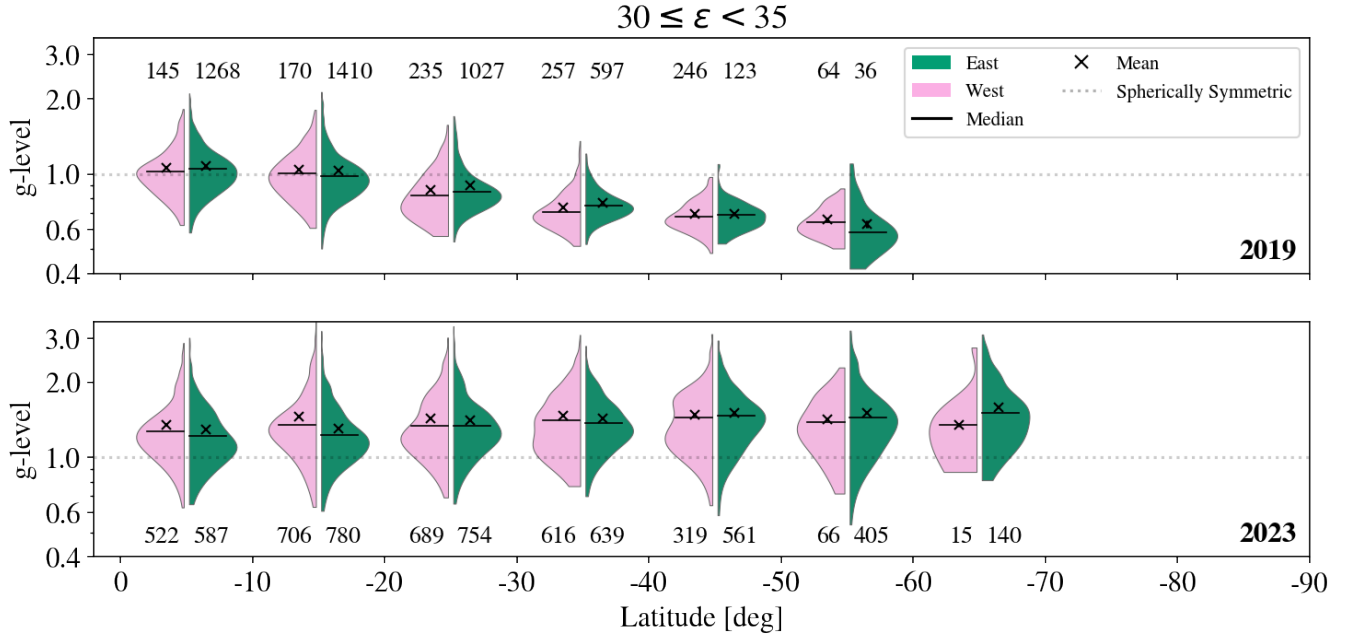 30 ≤ ε < 35
3.0
2.0
1.0
0.6
0.4
g-level
145 1268 170 1410 235 1027 257 597 246 123 64 36
East
West
Median
Mean
Spherically Symmetric
2019
3.0
2.0
1.0
0.6
0.4
g-level
522 587 706 780 689 754 616 639 319 561 66 405 15 140
2023
0 -10 -20 -30 -40 -50 -60 -70 -80 -90
Latitude [deg]